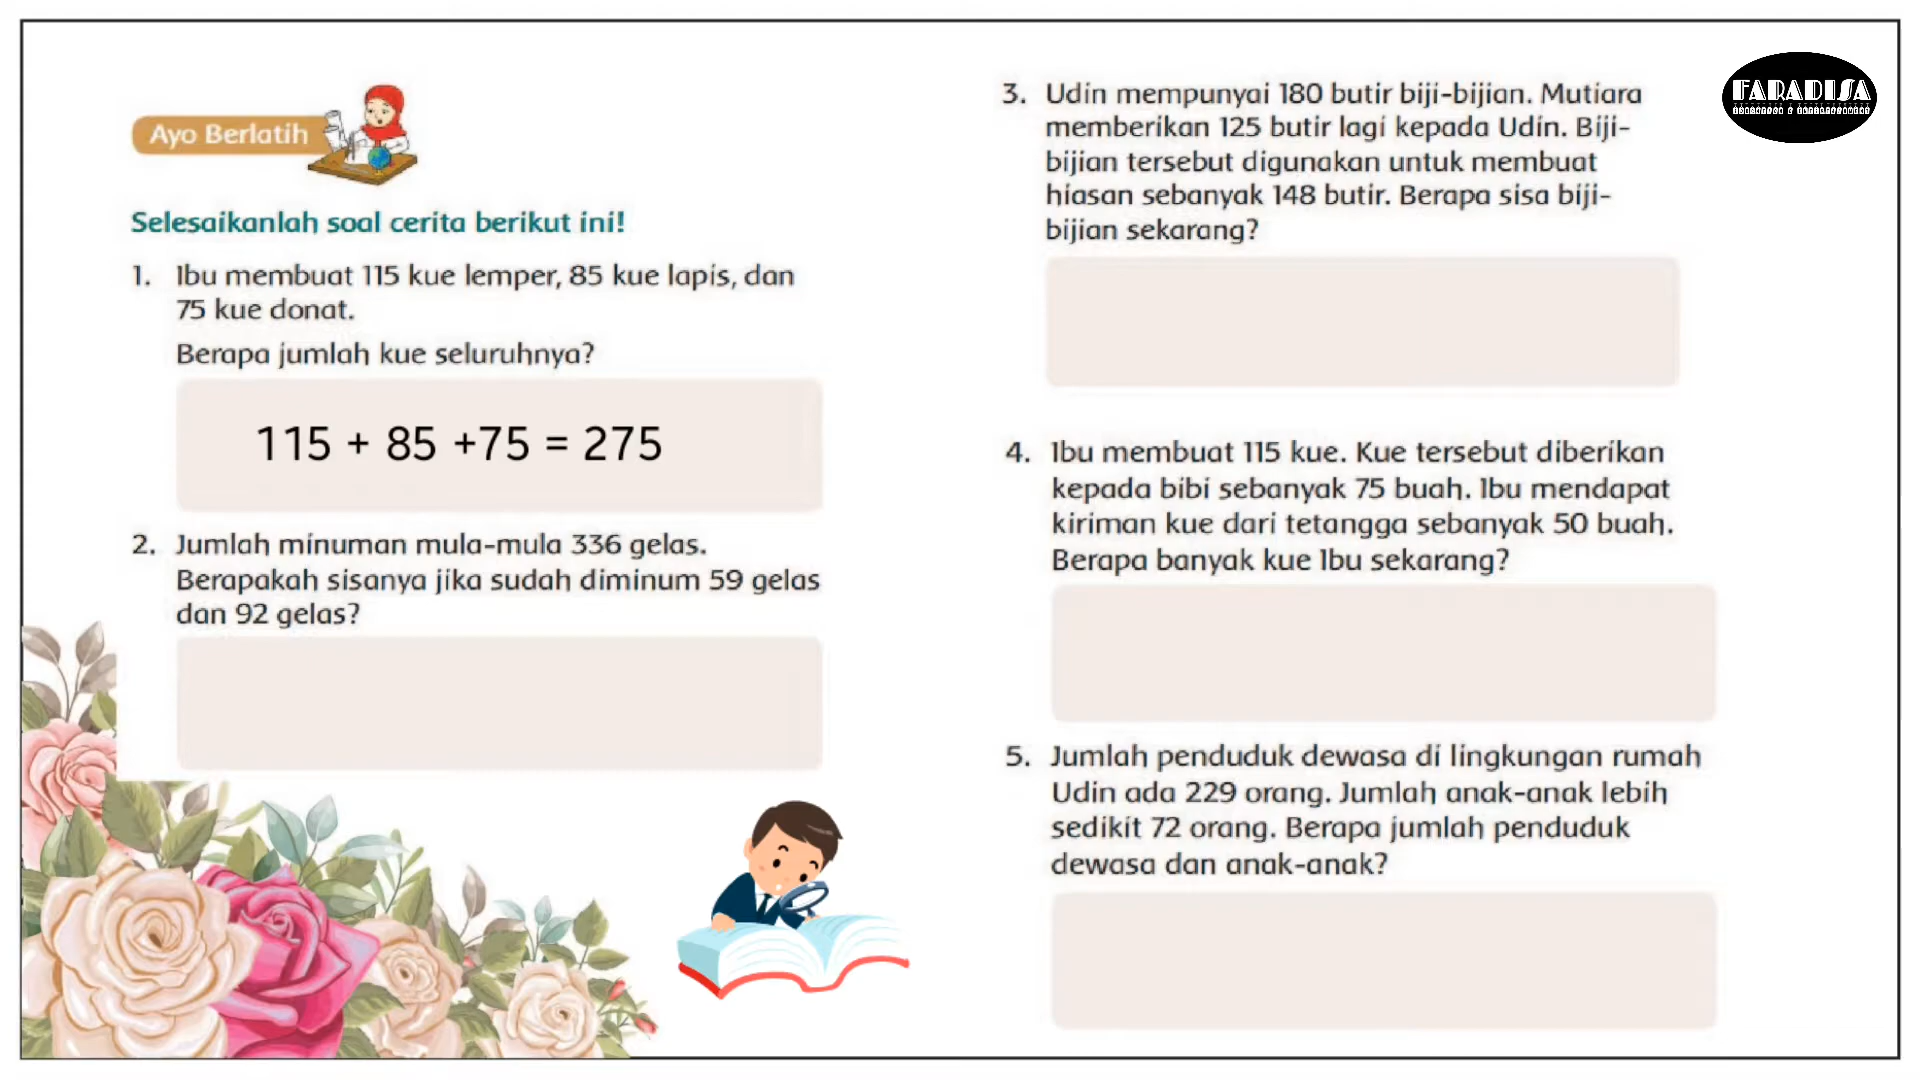 Ayo Berlatih
Selesaikanlah soal cerita berikut ini!
1. Ibu membuat 115 kue lemper, 85 kue lapis, dan
75 kue donat.
Berapa jumlah kue seluruhnya?
115 + 85 +75 = 275
2. Jumlah minuman mula-mula 336 gelas.
Berapakah sisanya jika sudah diminum 59 gelas
dan 92 gelas?
3. Udin mempunyai 180 butir biji-bijian. Mutiara
memberikan 125 butir lagi kepada Udin. Biji-
bijian tersebut digunakan untuk membuat
hiasan sebanyak 148 butir. Berapa sisa biji-
bijian sekarang?
4. Ibu membuat 115 kue. Kue tersebut diberikan
kepada bibi sebanyak 75 buah. Ibu mendapat
kiriman kue dari tetangga sebanyak 50 buah.
Berapa banyak kue Ibu sekarang?
5. Jumlah penduduk dewasa di lingkungan rumah
Udin ada 229 orang. Jumlah anak-anak lebih
sedikit 72 orang. Berapa jumlah penduduk
dewasa dan anak-anak?
FARADISA